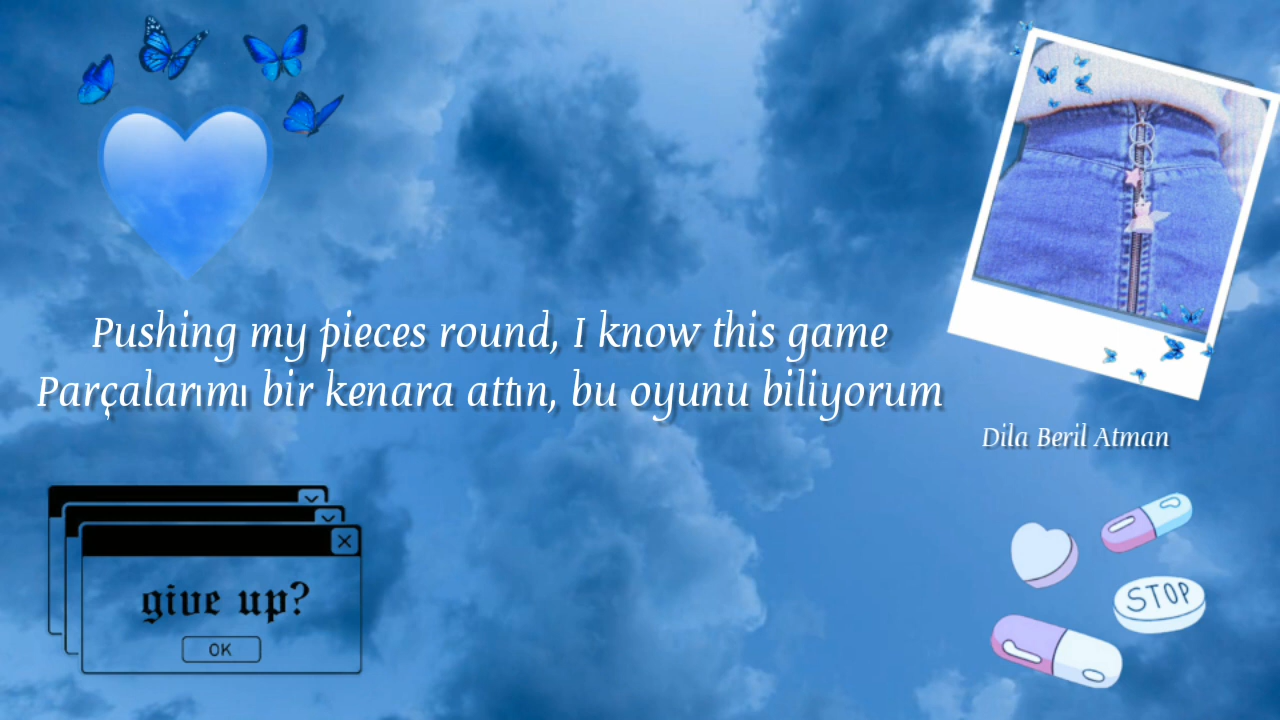 Pushing my pieces round, I know this game
Parçalarımı bir kenara attın, bu oyunu biliyorum
Dila Beril Atman
give up?
OK
STOP